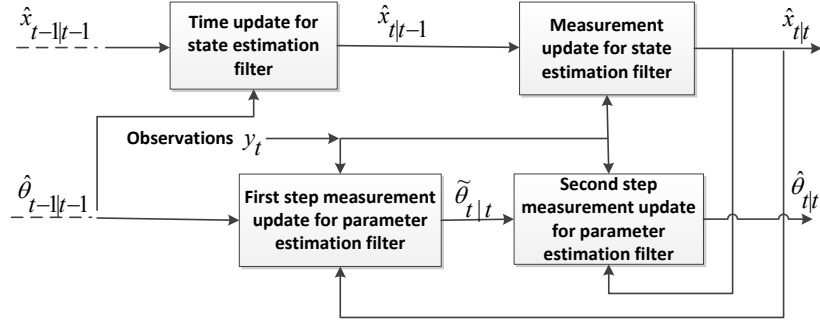 x̂t−1|t−1
Time update for
state estimation
filter
x̂t|t−1
Measurement
update for state
estimation filter
x̂t|t
Observations yt
θ̂t−1|t−1
First step measurement
update for parameter
estimation filter
θ̃t|t
Second step
measurement update
for parameter
estimation filter
θ̂t|t